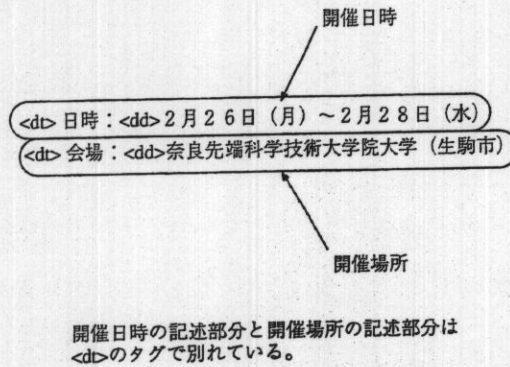 開催日時
<dt> 日時：<dd>２月２６日（月）～２月２８日（水）
<dt> 会場：<dd>奈良先端科学技術大学院大学（生駒市）
開催場所
開催日時の記述部分と開催場所の記述部分は
<dt>のタグで別れている。